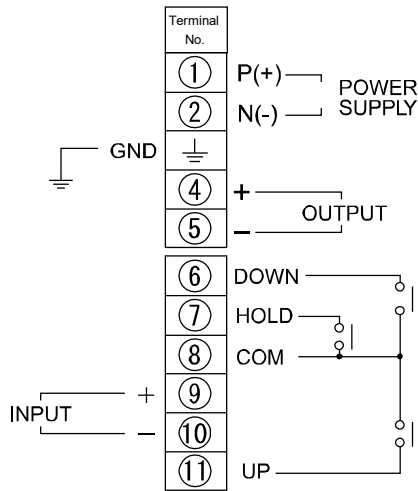 Terminal
No.
① P(+)
POWER
② N(-)
SUPPLY
GND
④ +
OUTPUT
⑤ −
⑥ DOWN
⑦ HOLD
⑧ COM
+ ⑨
INPUT
− ⑩
⑪ UP